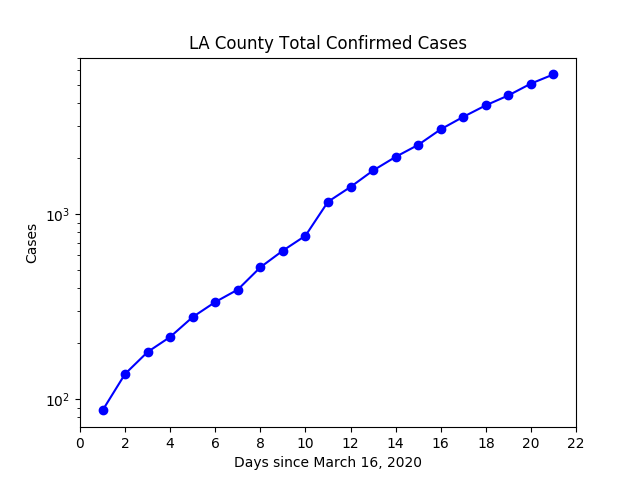 LA County Total Confirmed Cases
Cases
10³
10²
0 2 4 6 8 10 12 14 16 18 20 22
Days since March 16, 2020